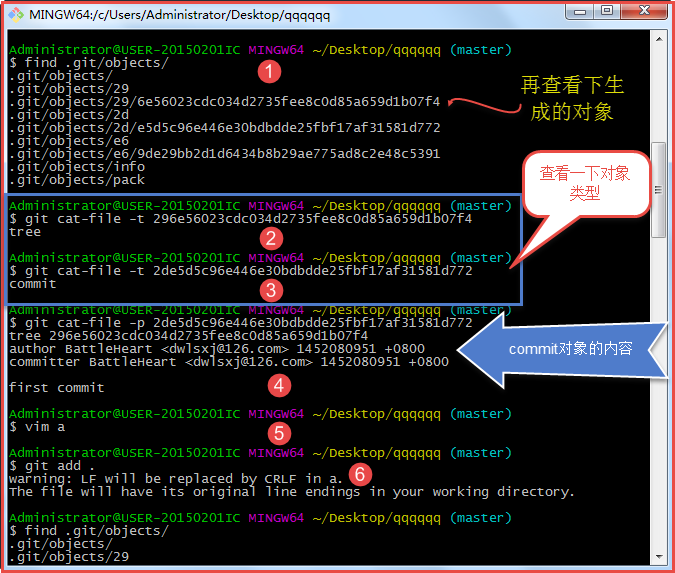 MINGW64:/c/Users/Administrator/Desktop/qqqqqq
Administrator@USER-20150201IC MINGW64 ~/Desktop/qqqqqq (master)
$ find .git/objects/
1
.git/objects/
.git/objects/29
.git/objects/29/6e56023cdc034d2735fee8c0d85a659d1b07f4
.git/objects/2d
.git/objects/2d/e5d5c96e446e30bdbdde25fbf17af31581d772
.git/objects/e6
.git/objects/e6/9de29bb2d1d6434b8b29ae775ad8c2e48c5391
.git/objects/info
.git/objects/pack
再查看下生
成的对象
Administrator@USER-20150201IC MINGW64 ~/Desktop/qqqqqq (master)
$ git cat-file -t 296e56023cdc034d2735fee8c0d85a659d1b07f4
tree
2
Administrator@USER-20150201IC MINGW64 ~/Desktop/qqqqqq (master)
$ git cat-file -t 2de5d5c96e446e30bdbdde25fbf17af31581d772
commit
3
查看一下对象
类型
Administrator@USER-20150201IC MINGW64 ~/Desktop/qqqqqq (master)
$ git cat-file -p 2de5d5c96e446e30bdbdde25fbf17af31581d772
tree 296e56023cdc034d2735fee8c0d85a659d1b07f4
author BattleHeart <dwlsxj@126.com> 1452080951 +0800
committer BattleHeart <dwlsxj@126.com> 1452080951 +0800
commit对象的内容
first commit
4
Administrator@USER-20150201IC MINGW64 ~/Desktop/qqqqqq (master)
$ vim a
5
Administrator@USER-20150201IC MINGW64 ~/Desktop/qqqqqq (master)
$ git add .
6
warning: LF will be replaced by CRLF in a.
The file will have its original line endings in your working directory.
Administrator@USER-20150201IC MINGW64 ~/Desktop/qqqqqq (master)
$ find .git/objects/
.git/objects/
.git/objects/29